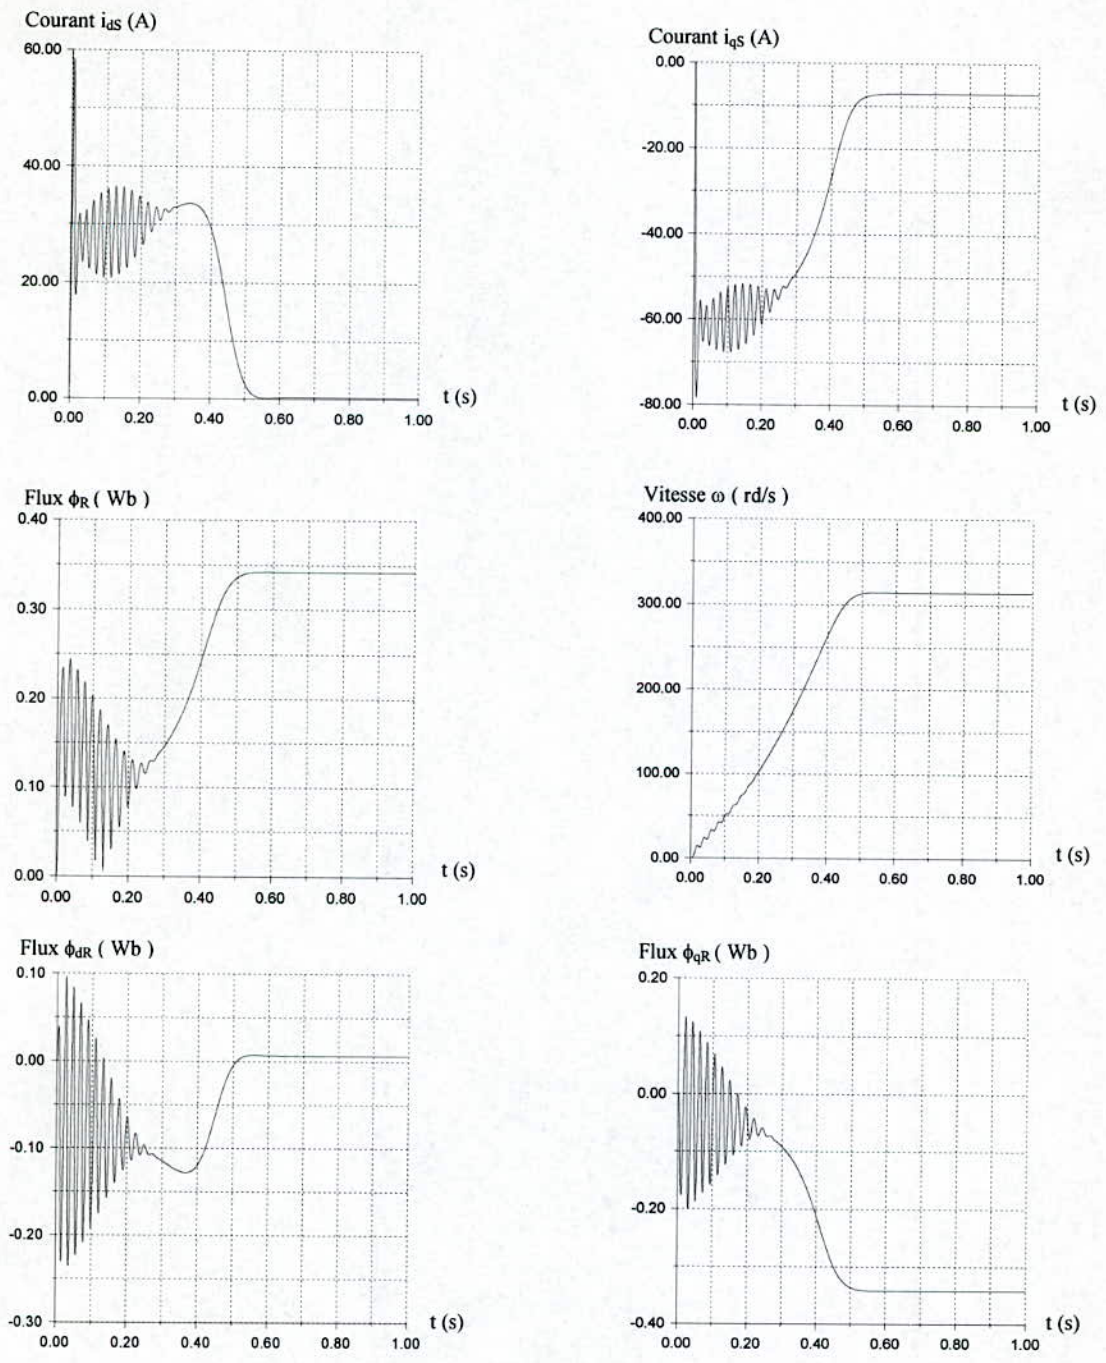 Courant idS (A)
60.00
40.00
20.00
0.00
0.00 0.20 0.40 0.60 0.80 1.00
t (s)
Courant iqS (A)
0.00
-20.00
-40.00
-60.00
-80.00
0.00 0.20 0.40 0.60 0.80 1.00
t (s)
Flux ϕR ( Wb )
0.40
0.30
0.20
0.10
0.00
0.00 0.20 0.40 0.60 0.80 1.00
t (s)
Vitesse ω ( rd/s )
400.00
300.00
200.00
100.00
0.00
0.00 0.20 0.40 0.60 0.80 1.00
t (s)
Flux ϕdR ( Wb )
0.10
0.00
-0.10
-0.20
-0.30
0.00 0.20 0.40 0.60 0.80 1.00
t (s)
Flux ϕqR ( Wb )
0.20
0.00
-0.20
-0.40
0.00 0.20 0.40 0.60 0.80 1.00
t (s)